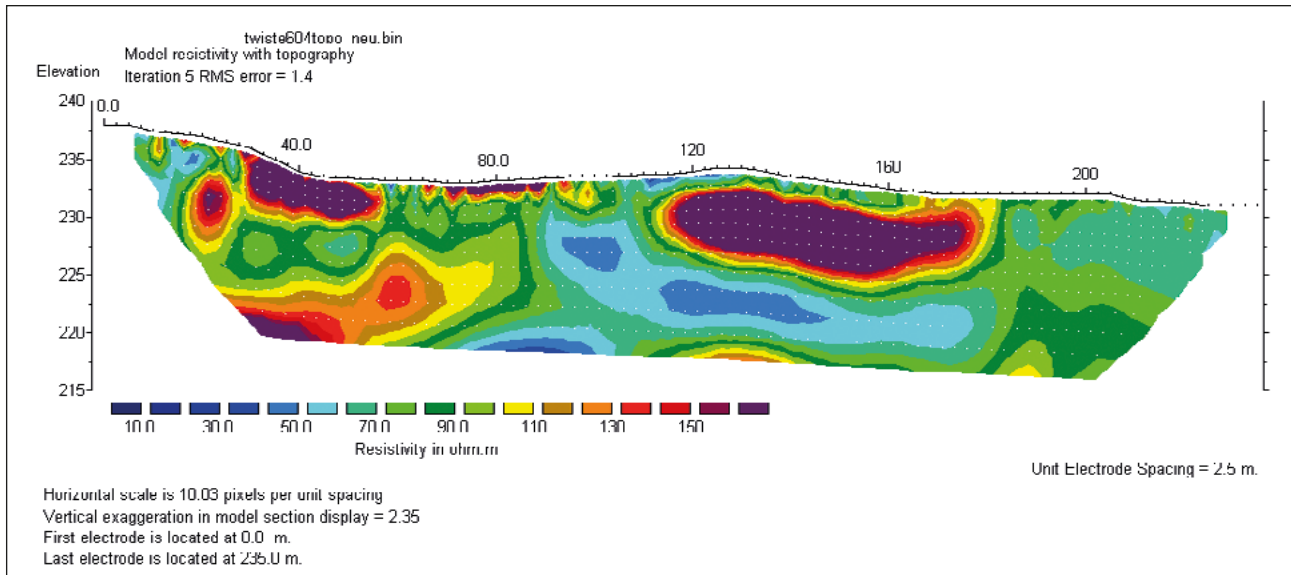 twiste604topo_neu.bin
Model resistivity with topography
Elevation Iteration 5 RMS error = 1.4
240
0.0
40.0
80.0
120
160
200
235
230
225
220
215
10.0 30.0 50.0 70.0 90.0 110 130 150
Resistivity in ohm.m
Unit Electrode Spacing = 2.5 m.
Horizontal scale is 10.03 pixels per unit spacing
Vertical exaggeration in model section display = 2.35
First electrode is located at 0.0 m.
Last electrode is located at 235.0 m.